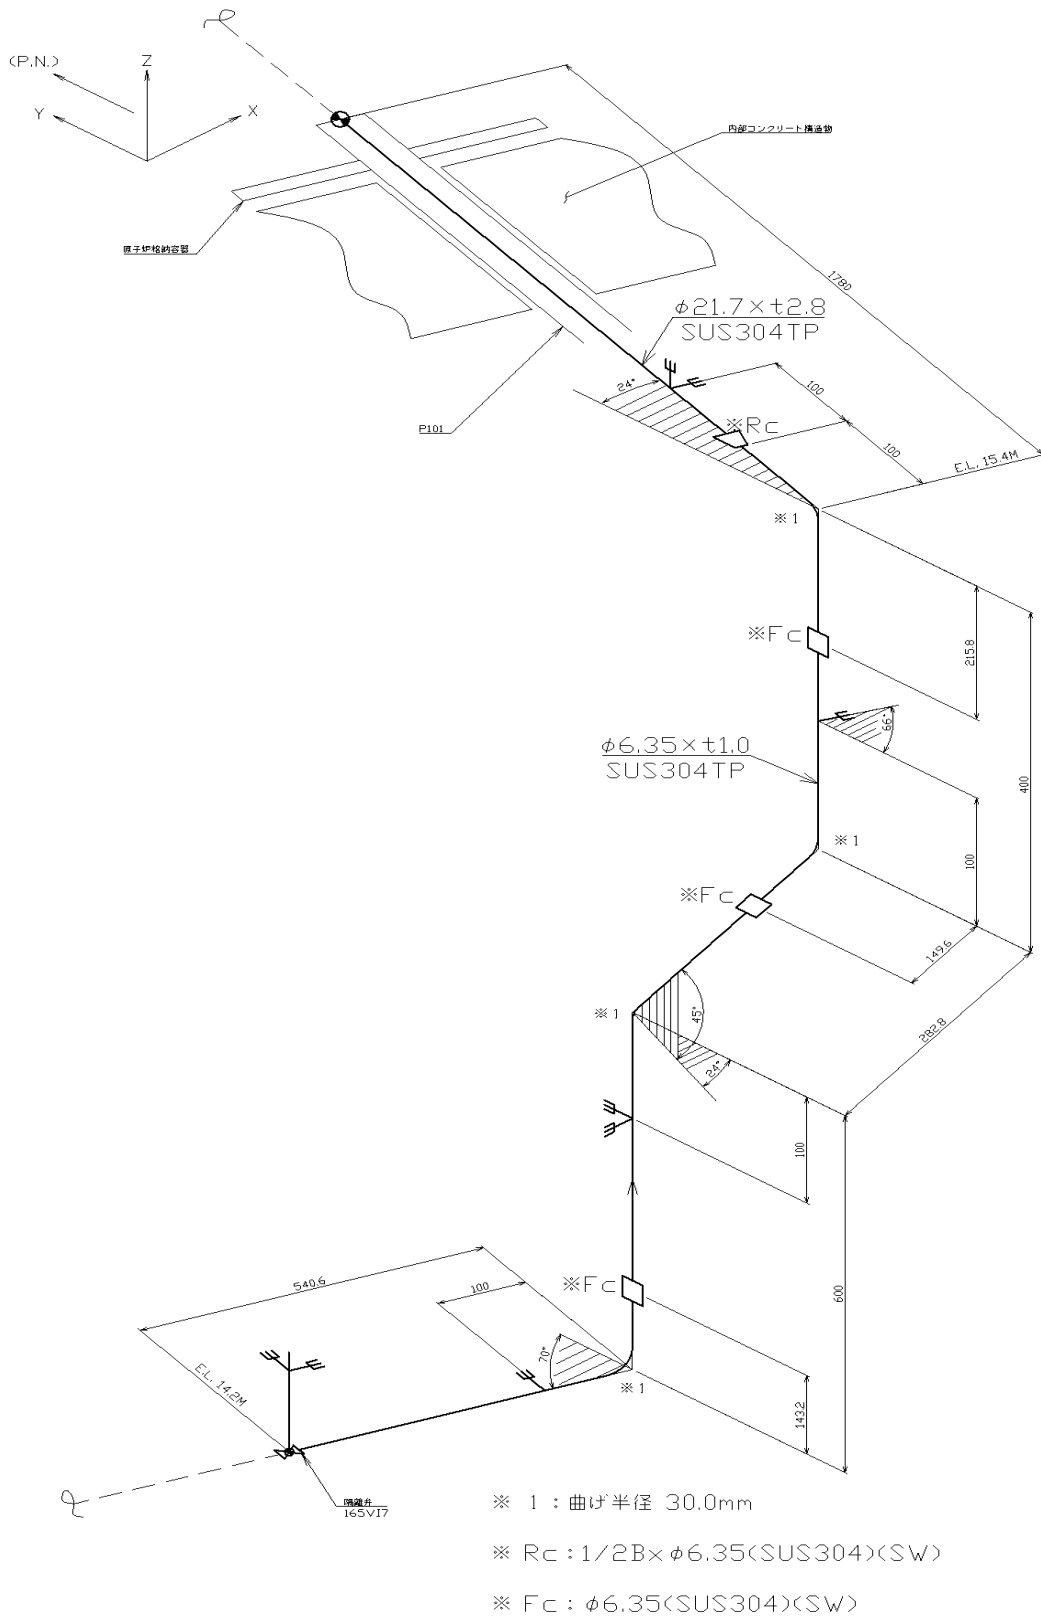 (P.N.)
Z
Y
X
内部コンクリート構造物
原子炉格納容器
1780
φ21.7×t2.8
SUS304TP
24°
100
P101
※Rc
100
E.L. 15.4M
※1
※Fc
215.8
66°
φ6.35×t1.0
SUS304TP
400
※1
100
※Fc
149.6
※1
45°
282.8
24°
100
540.6
※Fc
100
600
70°
E.L. 14.2M
※1
143.2
隔離弁
165V17
※ 1 : 曲げ半径 30.0mm
※ Rc : 1/2B× φ6.35(SUS304)(SW)
※ Fc : φ6.35(SUS304)(SW)